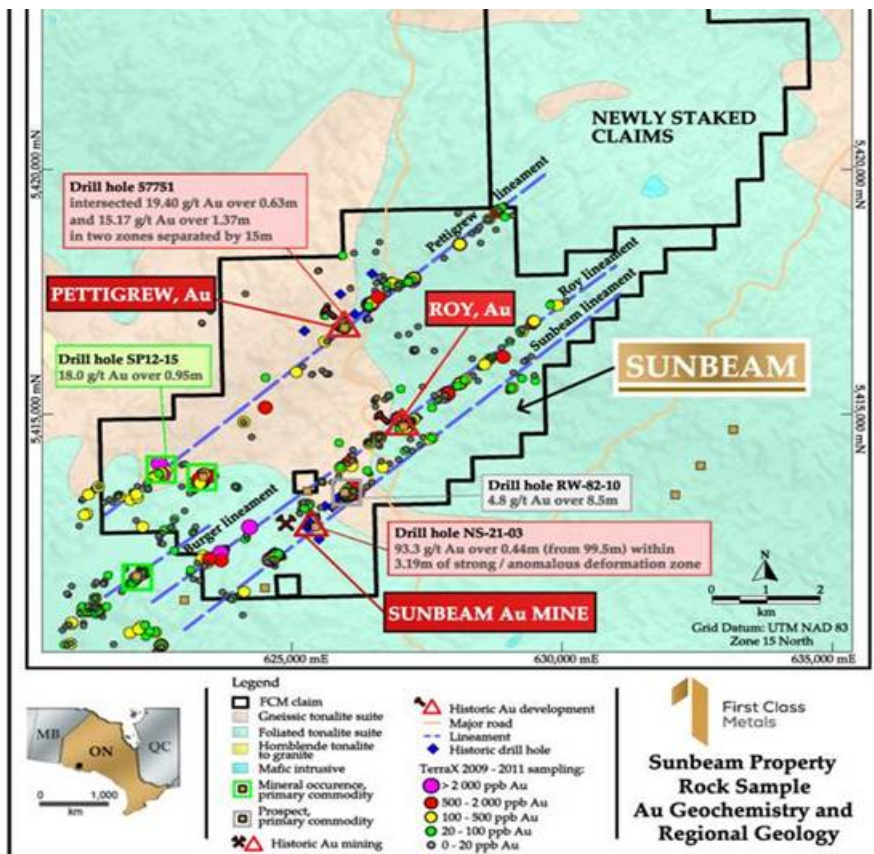 NEWLY STAKED
CLAIMS
5,420,000 mN
5,420,000 mN
Drill hole 57751
intersected 19.40 g/t Au over 0.63m
and 15.17 g/t Au over 1.37m
in two zones separated by 15m
Pettigrew lineament
Roy lineament
Sunbeam lineament
PETTIGREW, Au
ROY, Au
Drill hole SP12-15
18.0 g/t Au over 0.95m
SUNBEAM
5,415,000 mN
5,415,000 mN
Burger lineament
Drill hole RW-82-10
4.8 g/t Au over 8.5m
Drill hole NS-21-03
93.3 g/t Au over 0.44m (from 99.5m) within
3.19m of strong / anomalous deformation zone
SUNBEAM Au MINE
N
0 1 2
km
Grid Datum: UTM NAD 83
Zone 15 North
625,000 mE
630,000 mE
635,000 mE
MB
ON
QC
0 1,000
km
Legend
FCM claim
Gneissic tonalite suite
Foliated tonalite suite
Hornblende tonalite
to granite
Mafic intrusive
Mineral occurence,
primary commodity
Prospect,
primary commodity
Historic Au mining
Historic Au development
Major road
Lineament
Historic drill hole
TerraX 2009 - 2011 sampling:
> 2 000 ppb Au
500 - 2 000 ppb Au
100 - 500 ppb Au
20 - 100 ppb Au
0 - 20 ppb Au
First Class
Metals
Sunbeam Property
Rock Sample
Au Geochemistry and
Regional Geology